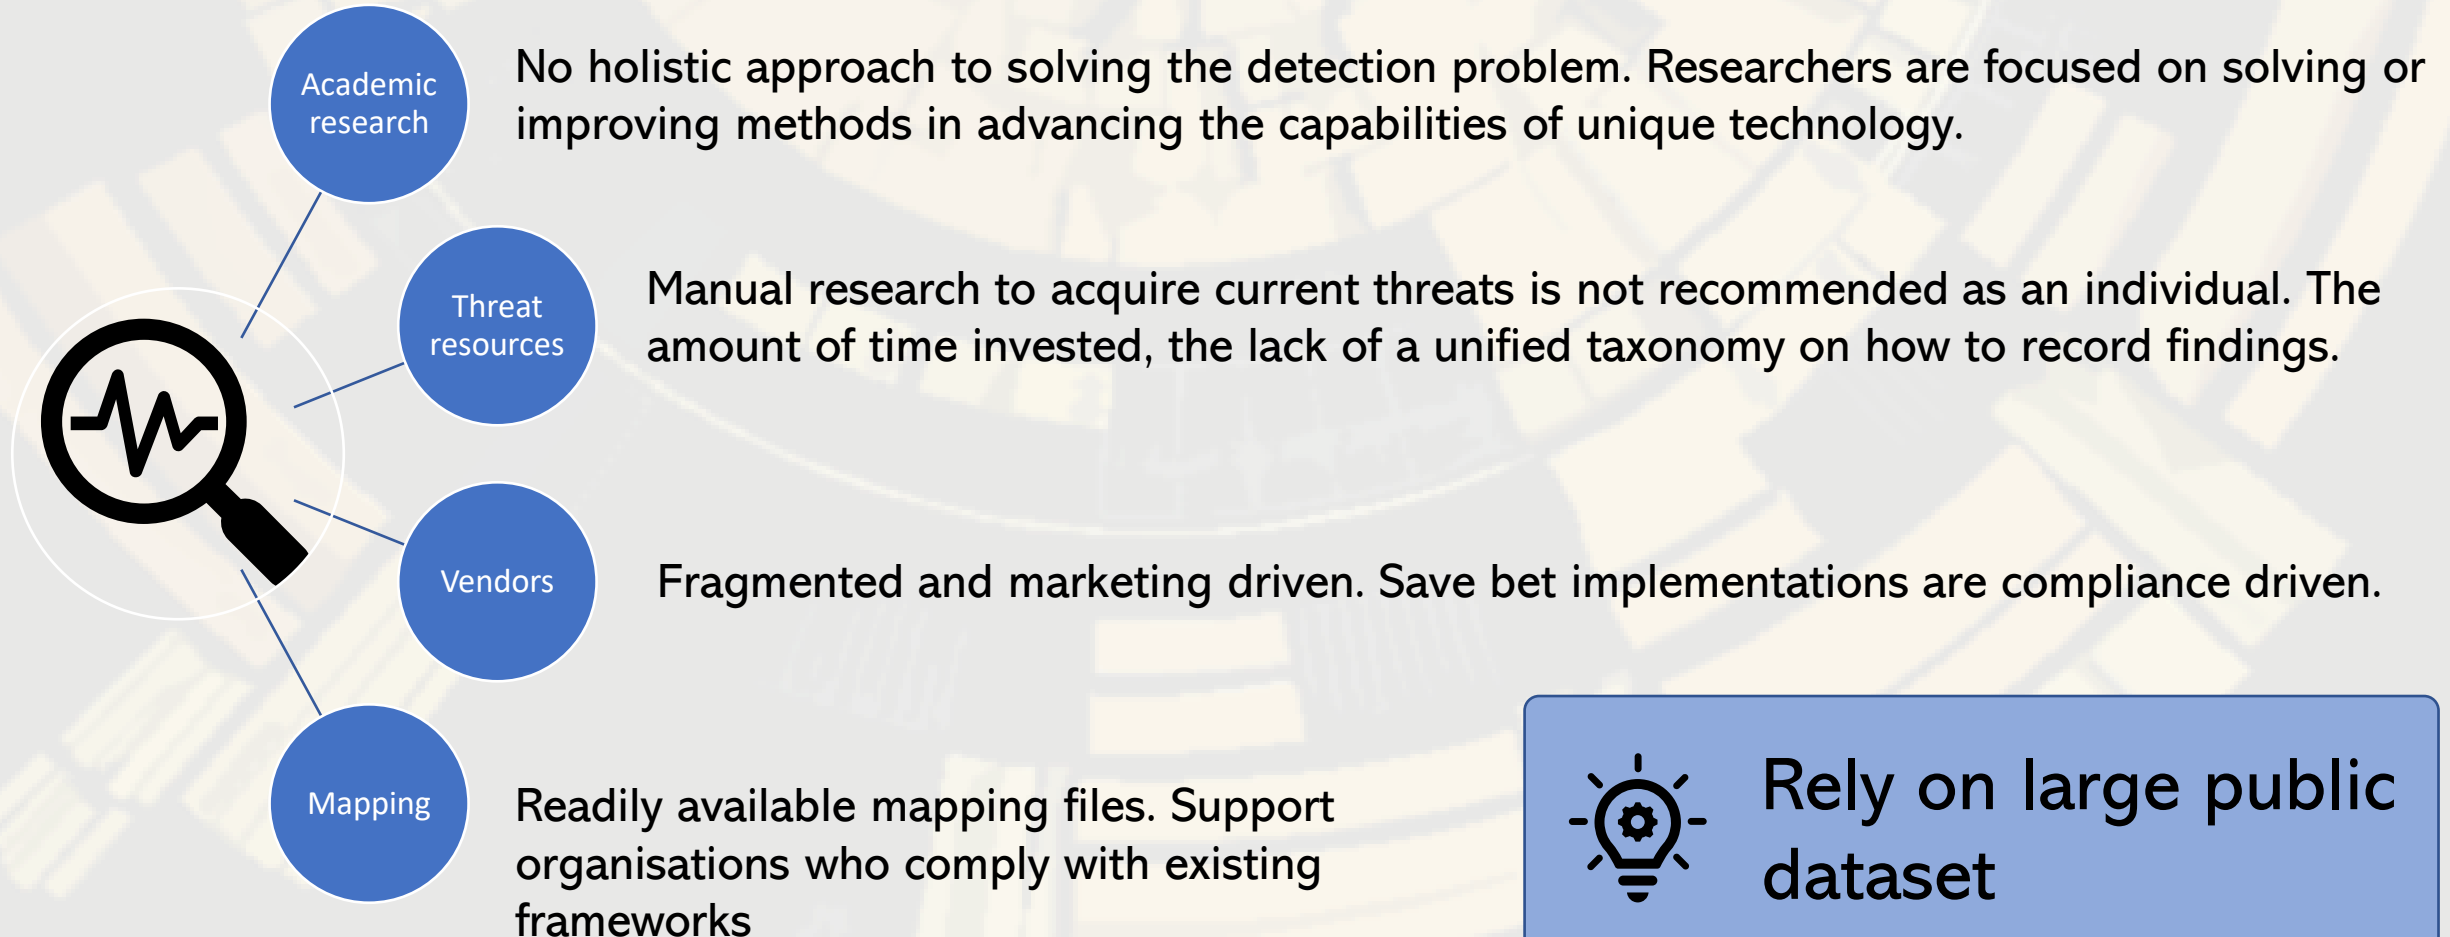 Academic
research
No holistic approach to solving the detection problem. Researchers are focused on solving or
improving methods in advancing the capabilities of unique technology.
Threat
resources
Manual research to acquire current threats is not recommended as an individual. The
amount of time invested, the lack of a unified taxonomy on how to record findings.
Vendors
Fragmented and marketing driven. Save bet implementations are compliance driven.
Mapping
Readily available mapping files. Support
organisations who comply with existing
frameworks
Rely on large public
dataset